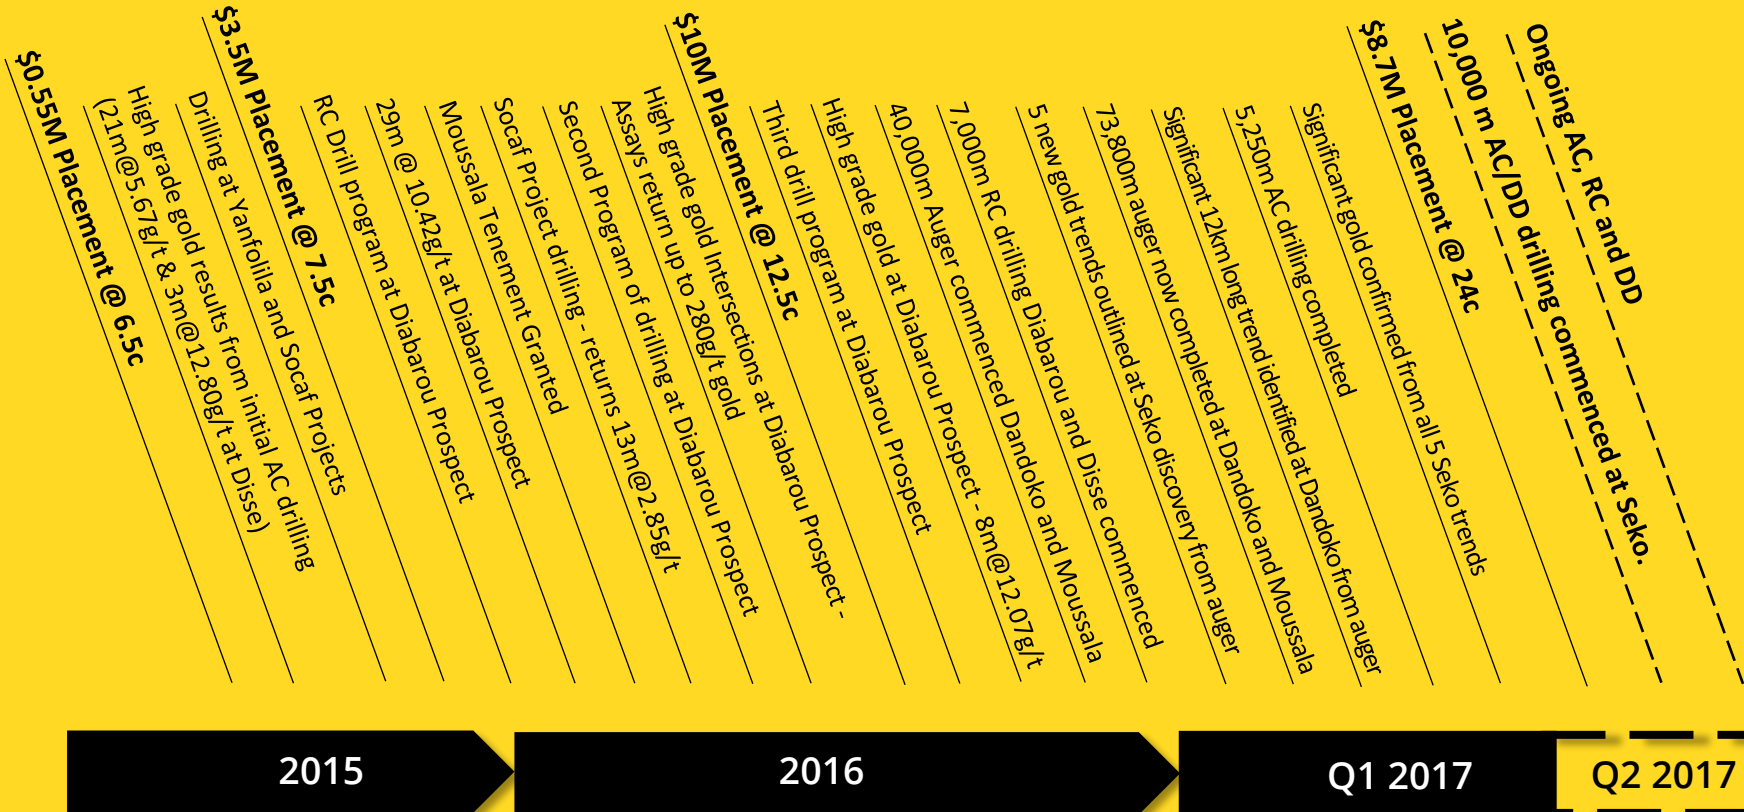 $0.55M Placement @ 6.5c
High grade gold results from initial AC drilling
(21m@5.67g/t & 3m@12.80g/t at Disse)
Drilling at Yanfolila and Socaf Projects
$3.5M Placement @ 7.5c
RC Drill program at Diabarou Prospect
29m @ 10.42g/t at Diabarou Prospect
Moussala Tenement Granted
Socaf Project drilling - returns 13m@2.85g/t
Second Program of drilling at Diabarou Prospect
High grade gold Intersections at Diabarou Prospect -
Assays return up to 280g/t gold
$10M Placement @ 12.5c
Third drill program at Diabarou Prospect
High grade gold at Diabarou Prospect - 8m@12.07g/t
40,000m Auger commenced Dandoko and Moussala
7,000m RC drilling Diabarou and Disse commenced
5 new gold trends outlined at Seko discovery from auger
73,800m auger now completed at Dandoko and Moussala
Significant 12km long trend identified at Dandoko from auger
5,250m AC drilling completed
Significant gold confirmed from all 5 Seko trends
$8.7M Placement @ 24c
10,000 m AC/DD drilling commenced at Seko.
Ongoing AC, RC and DD
2015
2016
Q1 2017
Q2 2017